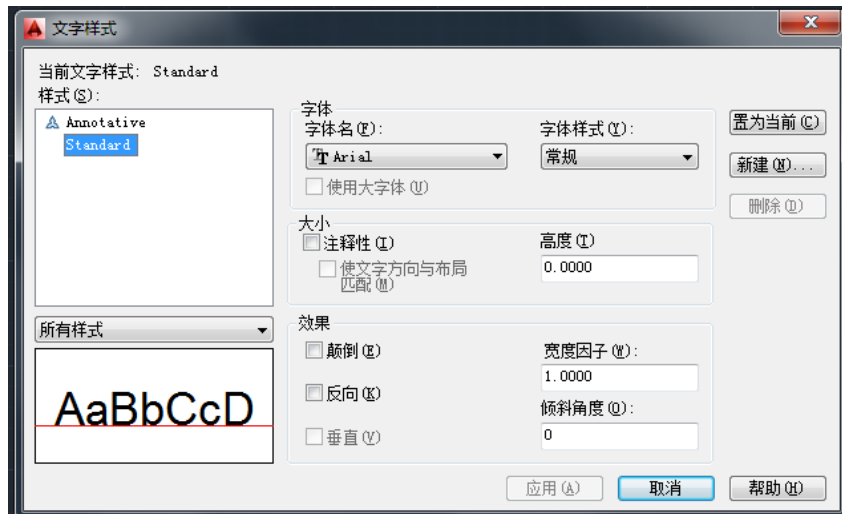 文字样式
当前文字样式: Standard
样式(S):
Annotative
Standard
所有样式
AaBbCcD
字体
字体名(F):
Arial
使用大字体(U)
字体样式(Y):
常规
大小
注释性(I)
使文字方向与布局
匹配(M)
高度(T)
0.0000
效果
颠倒(E)
反向(K)
垂直(V)
宽度因子(W):
1.0000
倾斜角度(O):
0
置为当前(C)
新建(N)...
删除(D)
应用(A)
取消
帮助(H)